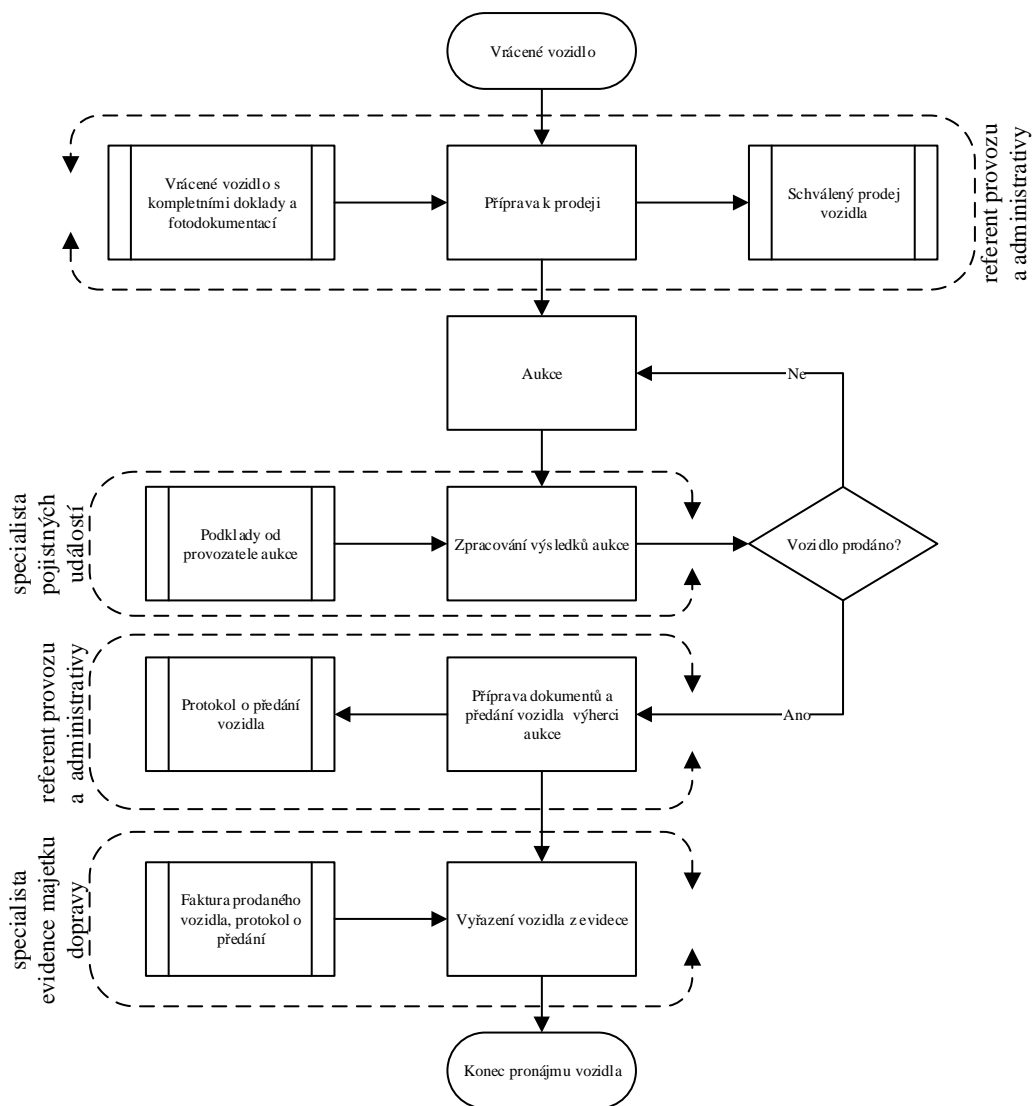 Vrácené vozidlo
Vrácené vozidlo s
kompletními doklady a
fotodokumentací
Příprava k prodeji
Schválený prodej
vozidla
referent provozu
a administrativy
Aukce
Ne
specialista
pojistných
událostí
Podklady od
provozatele aukce
Zpracování výsledků aukce
Vozidlo prodáno?
referent provozu
a administrativy
Protokol o předání
vozidla
Příprava dokumentů a
předání vozidla výherci
aukce
Ano
specialista
evidence majetku
dopravy
Faktura prodaného
vozidla, protokol o
předání
Vyřazení vozidla z evidece
Konec pronájmu vozidla